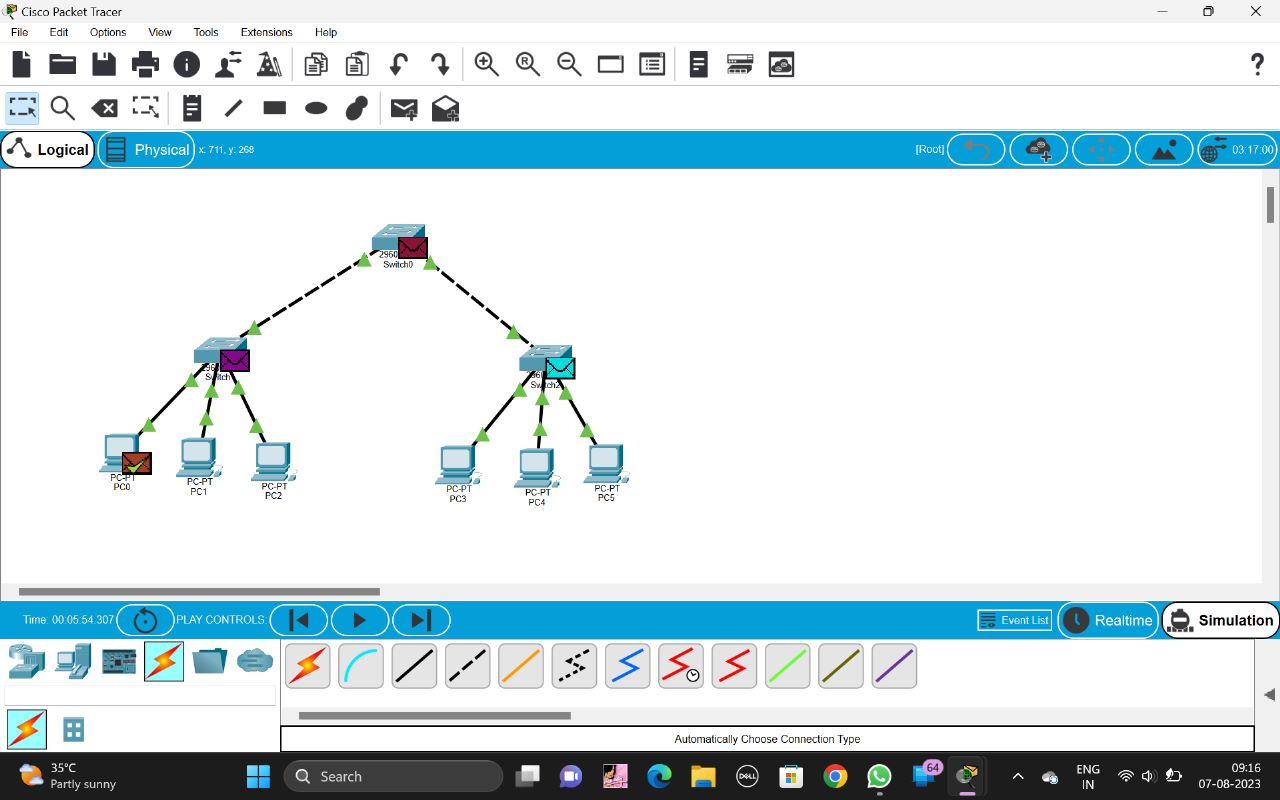 Cisco Packet Tracer
File Edit Options View Tools Extensions Help
R
?
Logical Physical x: 711, y: 268 [Root] 03:17:00
2960
Switch0
Switch
Switch2
PC-PT
PC0
PC-PT
PC1
PC-PT
PC2
PC-PT
PC3
PC-PT
PC4
PC-PT
PC5
Time: 00:05:54.307 PLAY CONTROLS: Event List Realtime Simulation
Automatically Choose Connection Type
35°C
Partly sunny
Search
DELL
64
ENG
IN
09:16
07-08-2023